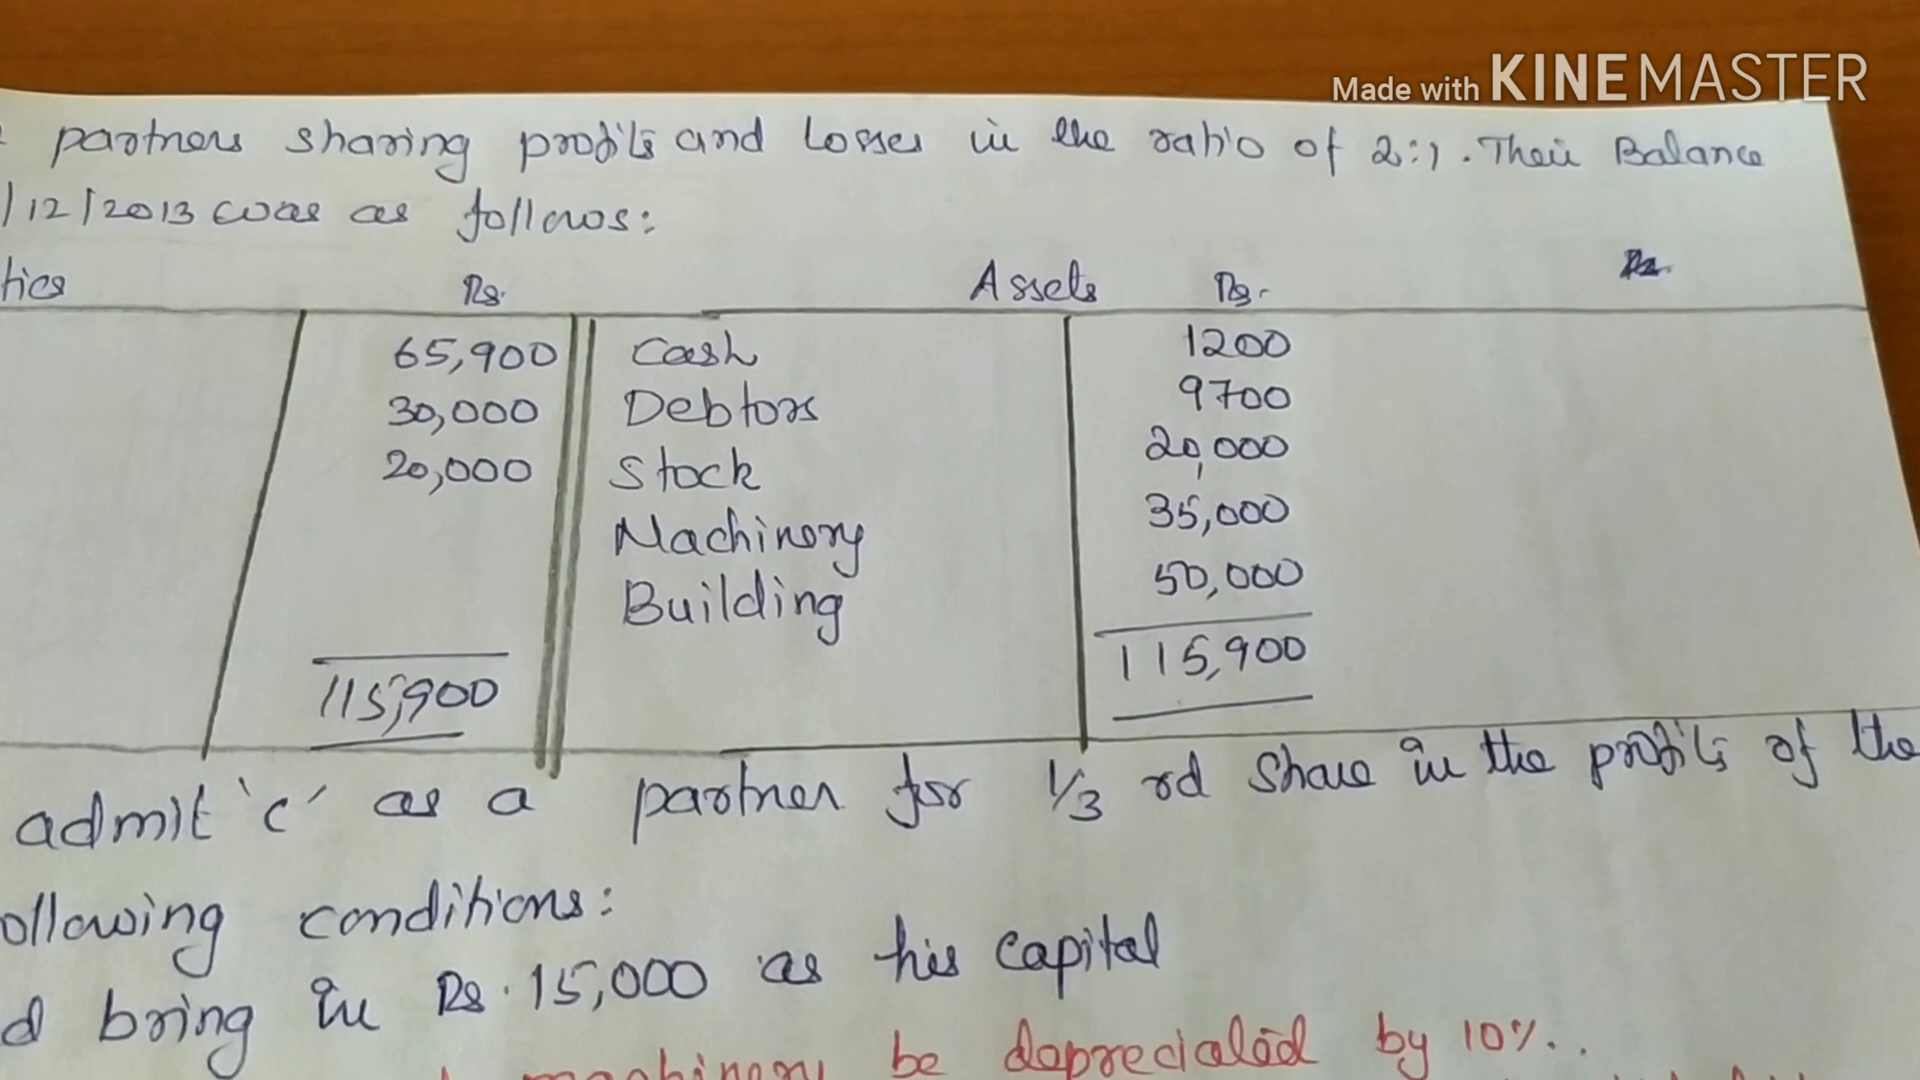 Made with KINEMASTER
partners sharing profits and Losses in the ratio of 2:1. Their Balance
/12/2013 was as follows:
ties Rs. Assets Rs.
65,900 Cash 1200
30,000 Debtors 9700
20,000 Stock 20,000
Machinery 35,000
Building 50,000
115,900 115,900
admit 'c' as a partner for 1/3 rd share in the profits of the
ollowing conditions:
d bring in Rs. 15,000 as his capital
machinery be depreciated by 10%.